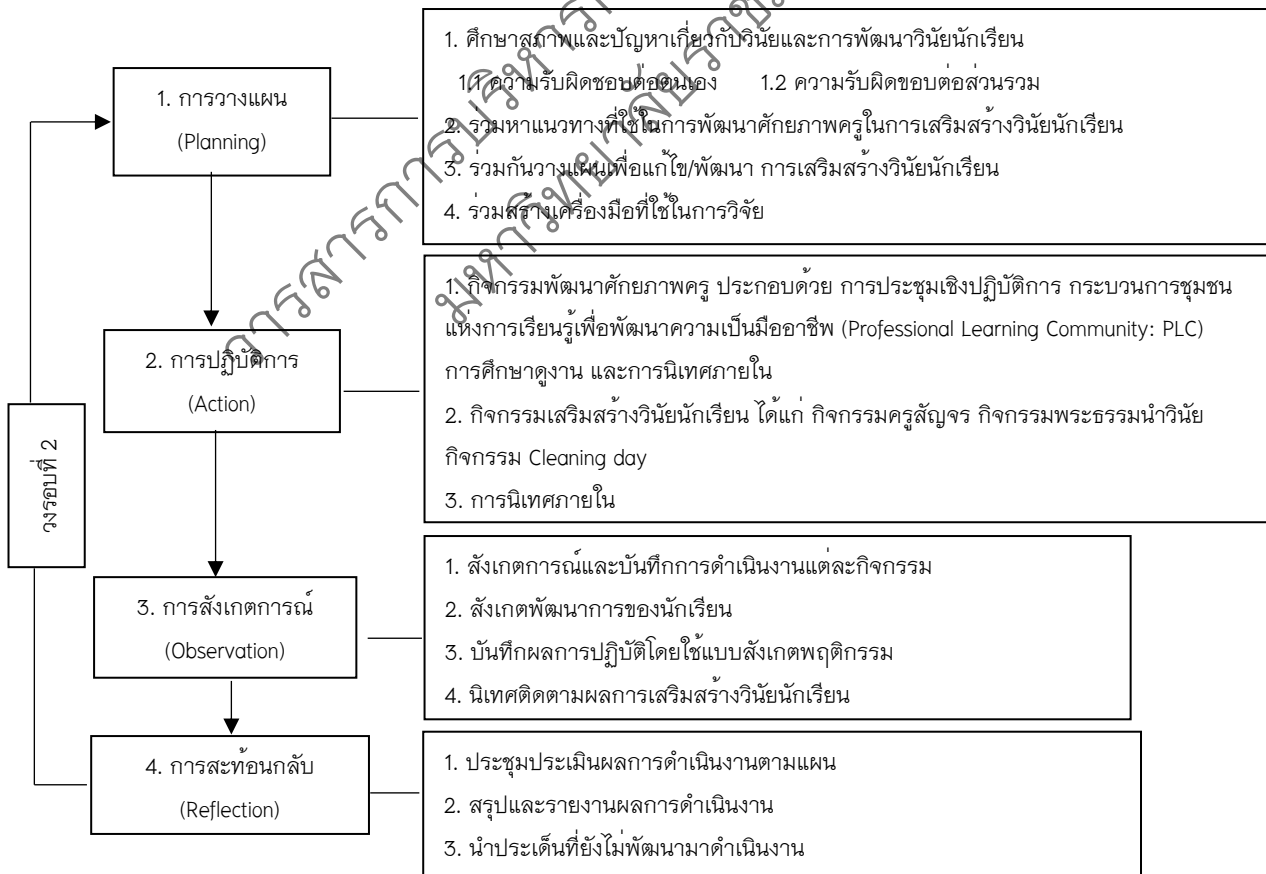 1. การวางแผน
(Planning)
1. ศึกษาสภาพและปัญหาเกี่ยวกับวินัยและการพัฒนาวินัยนักเรียน
1.1 ความรับผิดชอบต่อตนเอง 1.2 ความรับผิดขอบต่อส่วนรวม
2. ร่วมหาแนวทางที่ใช้ในการพัฒนาศักยภาพครูในการเสริมสร้างวินัยนักเรียน
3. ร่วมกันวางแผนเพื่อแก้ไข/พัฒนา การเสริมสร้างวินัยนักเรียน
4. ร่วมสร้างเครื่องมือที่ใช้ในการวิจัย
2. การปฏิบัติการ
(Action)
1. กิจกรรมพัฒนาศักยภาพครู ประกอบด้วย การประชุมเชิงปฏิบัติการ กระบวนการชุมชน
แห่งการเรียนรู้เพื่อพัฒนาความเป็นมืออาชีพ (Professional Learning Community: PLC)
การศึกษาดูงาน และการนิเทศภายใน
2. กิจกรรมเสริมสร้างวินัยนักเรียน ได้แก่ กิจกรรมครูสัญจร กิจกรรมพระธรรมนำวินัย
กิจกรรม Cleaning day
3. การนิเทศภายใน
วงรอบที่ 2
3. การสังเกตการณ์
(Observation)
1. สังเกตการณ์และบันทึกการดำเนินงานแต่ละกิจกรรม
2. สังเกตพัฒนาการของนักเรียน
3. บันทึกผลการปฏิบัติโดยใช้แบบสังเกตพฤติกรรม
4. นิเทศติดตามผลการเสริมสร้างวินัยนักเรียน
4. การสะท้อนกลับ
(Reflection)
1. ประชุมประเมินผลการดำเนินงานตามแผน
2. สรุปและรายงานผลการดำเนินงาน
3. นำประเด็นที่ยังไม่พัฒนามาดำเนินงาน
วารสารการบริหาร
มหาวิทยาลัยราช